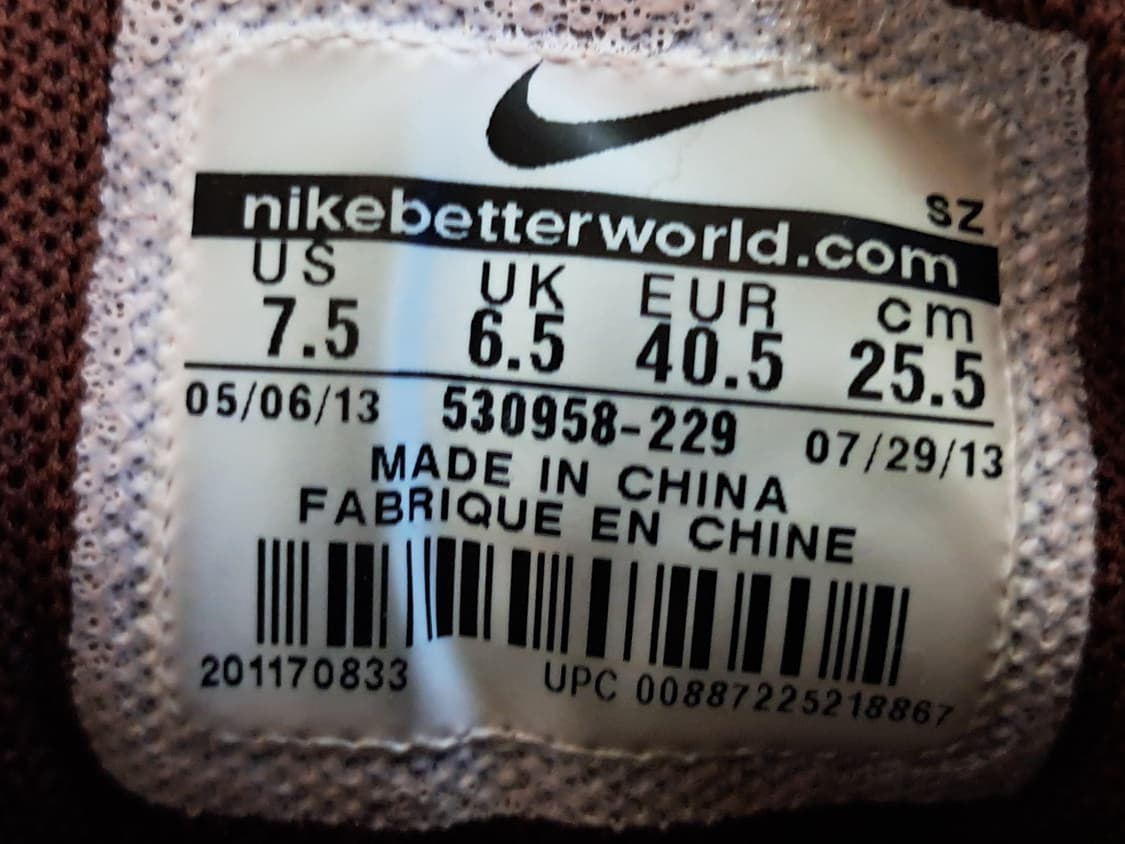 SZ
nikebetterworld.com
US UK EUR cm
7.5 6.5 40.5 25.5
05/06/13 530958-229 07/29/13
MADE IN CHINA
FABRIQUE EN CHINE
201170833 UPC 00887225218867